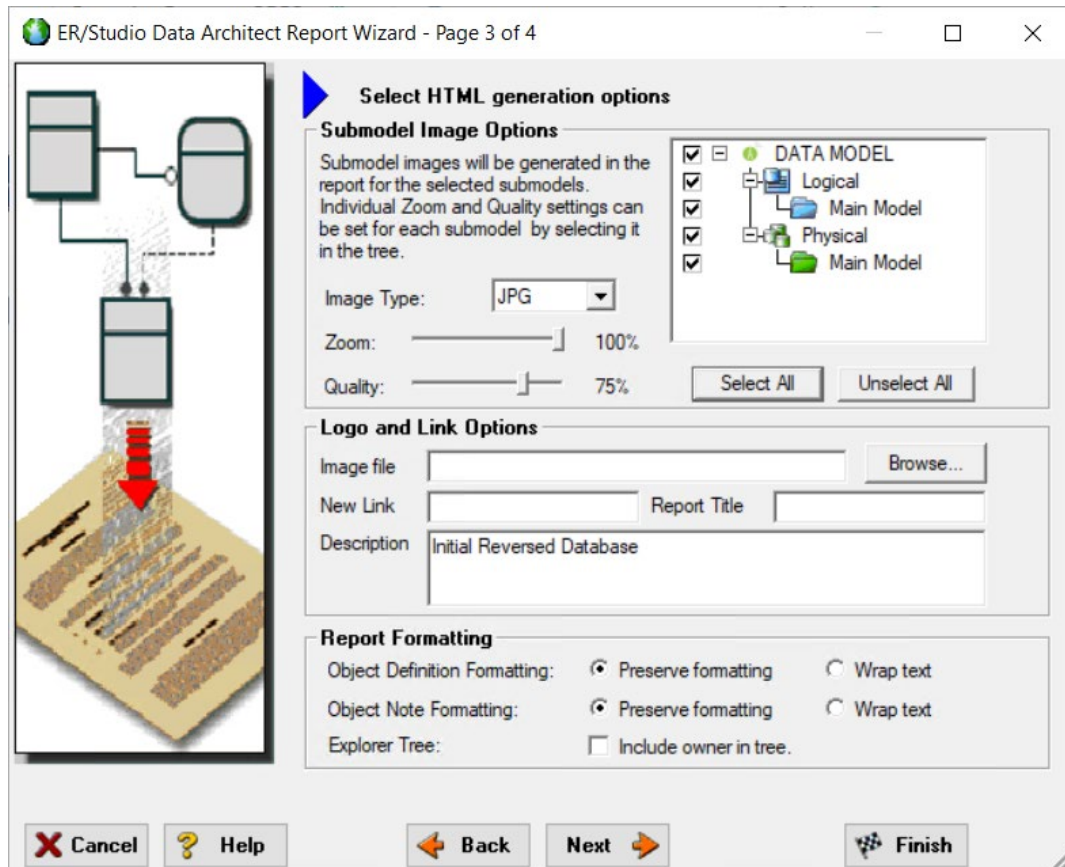 ER/Studio Data Architect Report Wizard - Page 3 of 4
Select HTML generation options
Submodel Image Options
Submodel images will be generated in the
report for the selected submodels.
Individual Zoom and Quality settings can
be set for each submodel by selecting it
in the tree.
Image Type: JPG
Zoom: 100%
Quality: 75%
DATA MODEL
Logical
Main Model
Physical
Main Model
Select All Unselect All
Logo and Link Options
Image file Browse...
New Link Report Title
Description Initial Reversed Database
Report Formatting
Object Definition Formatting: Preserve formatting Wrap text
Object Note Formatting: Preserve formatting Wrap text
Explorer Tree: Include owner in tree.
Cancel Help Back Next Finish